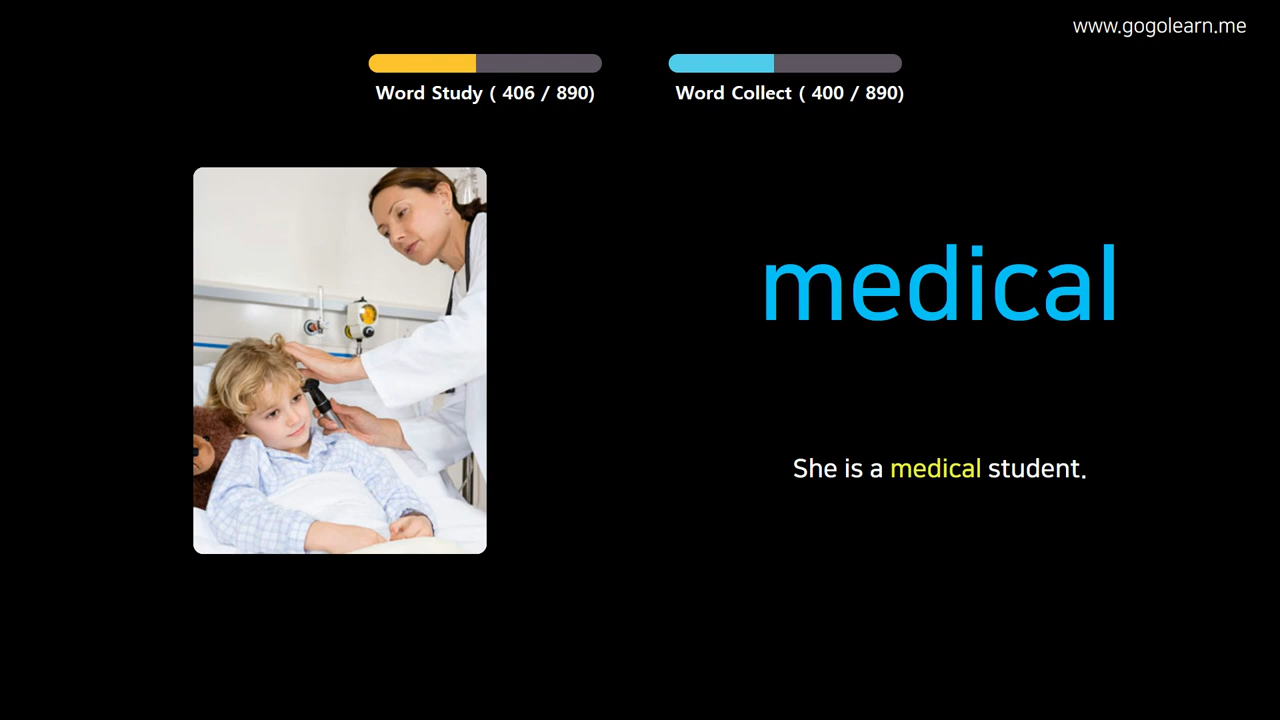 www.gogolearn.me
Word Study ( 406 / 890)
Word Collect ( 400 / 890)
medical
She is a medical student.